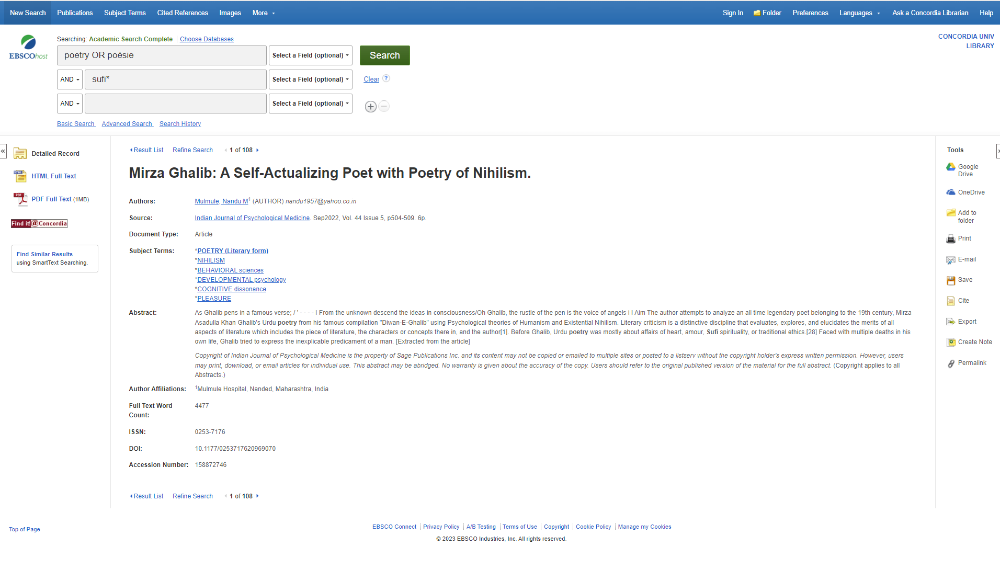 New Search Publications Subject Terms Cited References Images More
Sign In Folder Preferences Languages Ask a Concordia Librarian Help
EBSCOhost
Searching: Academic Search Complete Choose Databases
CONCORDIA UNIV
LIBRARY
poetry OR poésie Select a Field (optional) Search
AND sufi* Select a Field (optional) Clear ?
AND Select a Field (optional)
Basic Search Advanced Search Search History
«
Detailed Record
HTML Full Text
PDF Full Text (1MB)
Find it!@Concordia
Find Similar Results
using SmartText Searching.
Result List Refine Search 1 of 108
Mirza Ghalib: A Self-Actualizing Poet with Poetry of Nihilism.
Authors: Mulmule, Nandu M1 (AUTHOR) nandu1957@yahoo.co.in
Source: Indian Journal of Psychological Medicine. Sep2022, Vol. 44 Issue 5, p504-509. 6p.
Document Type: Article
Subject Terms: *POETRY (Literary form)
*NIHILISM
*BEHAVIORAL sciences
*DEVELOPMENTAL psychology
*COGNITIVE dissonance
*PLEASURE
Abstract: As Ghalib pens in a famous verse; / ' - - - - I From the unknown descend the ideas in consciousness/Oh Ghalib, the rustle of the pen is the voice of angels i ! Aim The author attempts to analyze an all time legendary poet belonging to the 19th century, Mirza
Asadulla Khan Ghalib's Urdu poetry from his famous compilation "Diwan-E-Ghalib" using Psychological theories of Humanism and Existential Nihilism. Literary criticism is a distinctive discipline that evaluates, explores, and elucidates the merits of all
aspects of literature which includes the piece of literature, the characters or concepts there in, and the author[1]. Before Ghalib, Urdu poetry was mostly about affairs of heart, amour, Sufi spirituality, or traditional ethics.[28] Faced with multiple deaths in his
own life, Ghalib tried to express the inexplicable predicament of a man. [Extracted from the article]
Copyright of Indian Journal of Psychological Medicine is the property of Sage Publications Inc. and its content may not be copied or emailed to multiple sites or posted to a listserv without the copyright holder's express written permission. However, users
may print, download, or email articles for individual use. This abstract may be abridged. No warranty is given about the accuracy of the copy. Users should refer to the original published version of the material for the full abstract. (Copyright applies to all
Abstracts.)
Author Affiliations: 1Mulmule Hospital, Nanded, Maharashtra, India
Full Text Word 4477
Count:
ISSN: 0253-7176
DOI: 10.1177/0253717620969070
Accession Number: 158872746
Result List Refine Search 1 of 108
Tools
Google
Drive
OneDrive
Add to
folder
Print
E-mail
Save
Cite
Export
Create Note
Permalink
Top of Page
EBSCO Connect Privacy Policy A/B Testing Terms of Use Copyright Cookie Policy Manage my Cookies
© 2023 EBSCO Industries, Inc. All rights reserved.